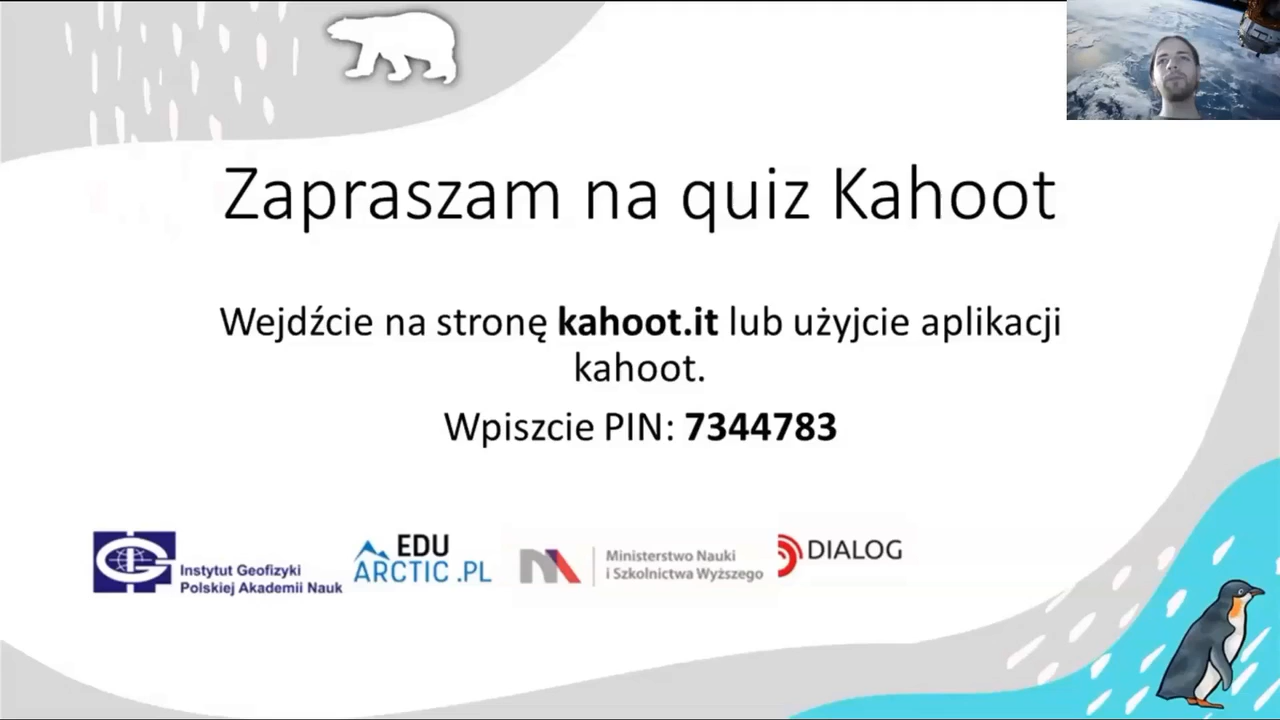 Zapraszam na quiz Kahoot
Wejdźcie na stronę kahoot.it lub użyjcie aplikacji
kahoot.
Wpiszcie PIN: 7344783
Instytut Geofizyki
Polskiej Akademii Nauk
EDU
ARCTIC.PL
Ministerstwo Nauki
i Szkolnictwa Wyższego
DIALOG